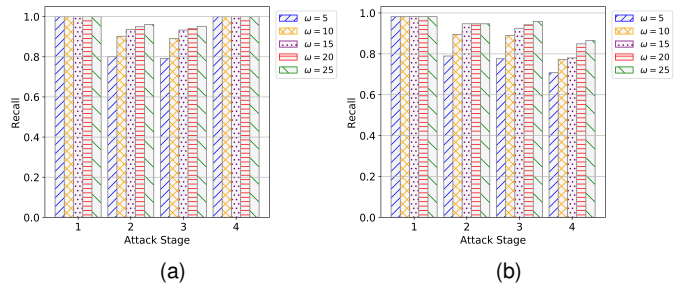 1.0
0.8
0.6
0.4
0.2
0.0
Recall
1 2 3 4
Attack Stage
ω = 5
ω = 10
ω = 15
ω = 20
ω = 25
(a)
1.0
0.8
0.6
0.4
0.2
0.0
Recall
1 2 3 4
Attack Stage
ω = 5
ω = 10
ω = 15
ω = 20
ω = 25
(b)